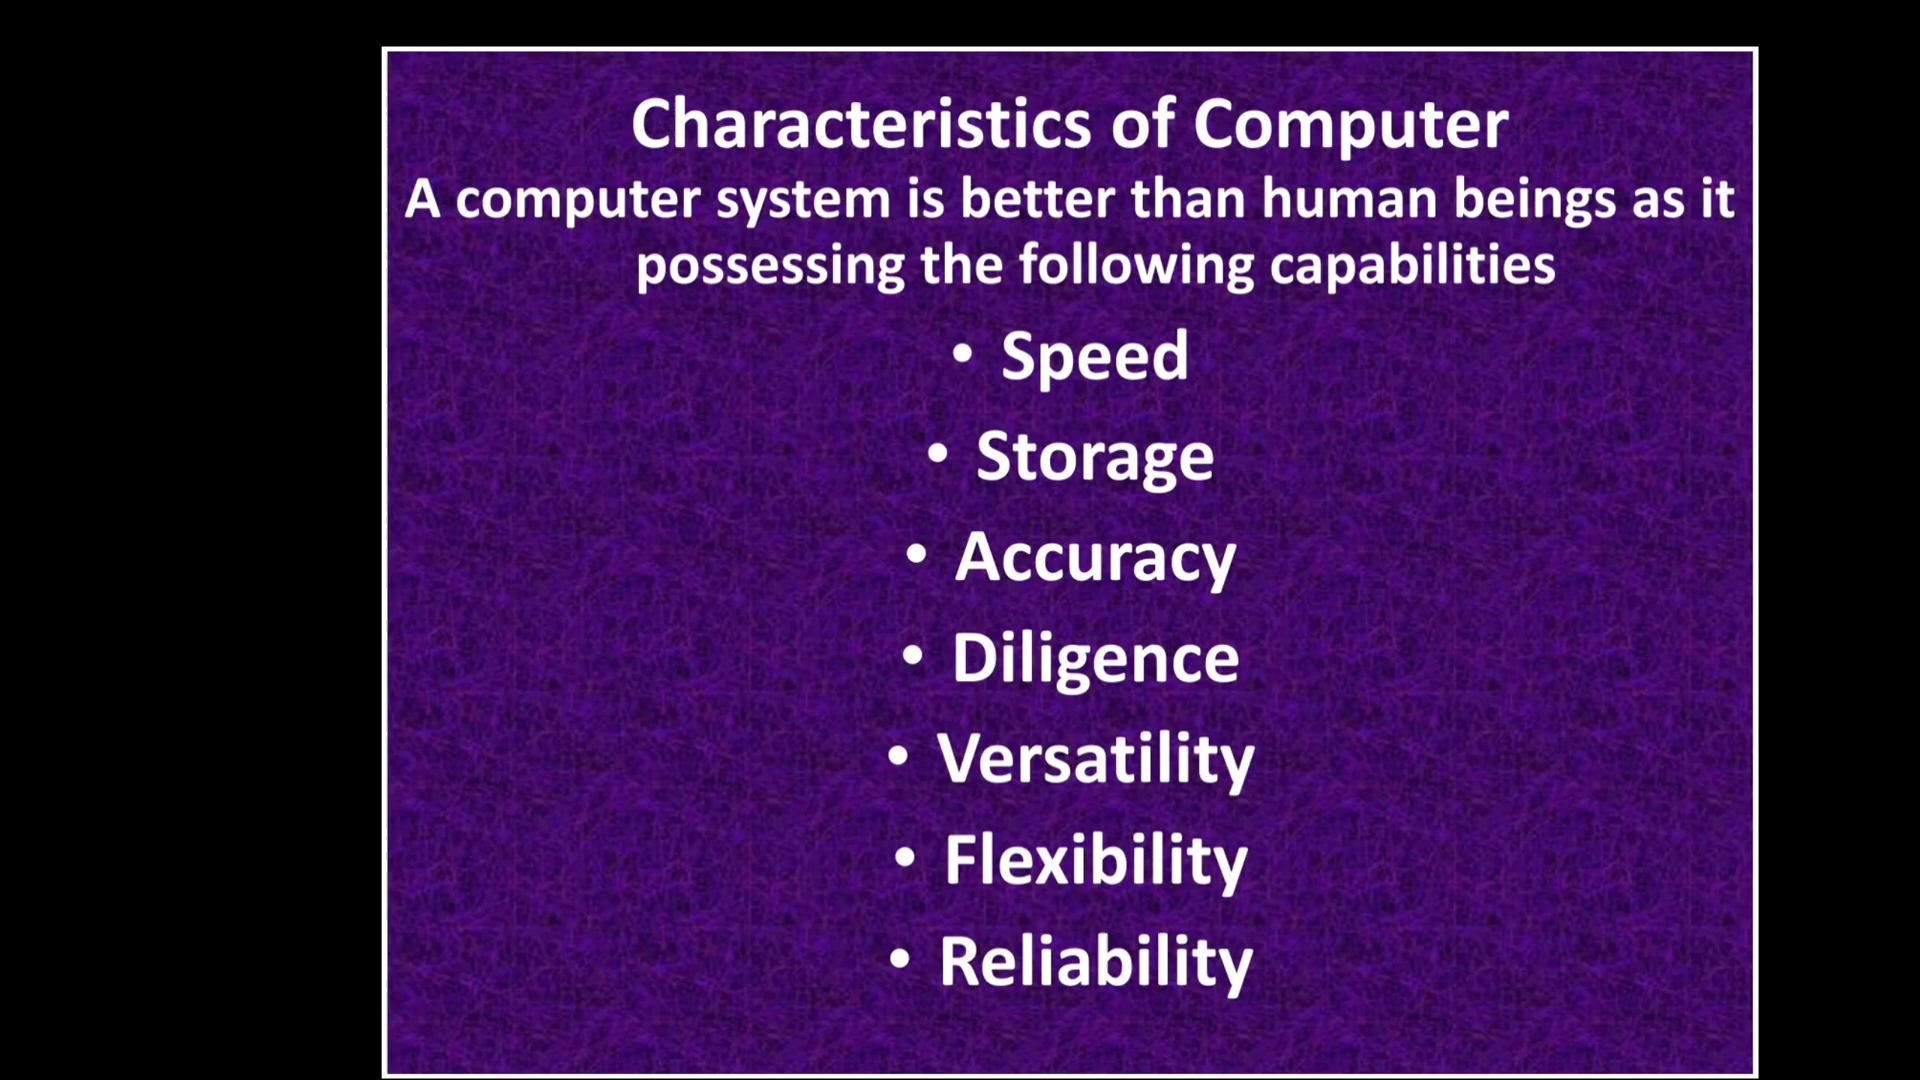 Characteristics of Computer
A computer system is better than human beings as it
possessing the following capabilities
• Speed
• Storage
• Accuracy
• Diligence
• Versatility
• Flexibility
• Reliability